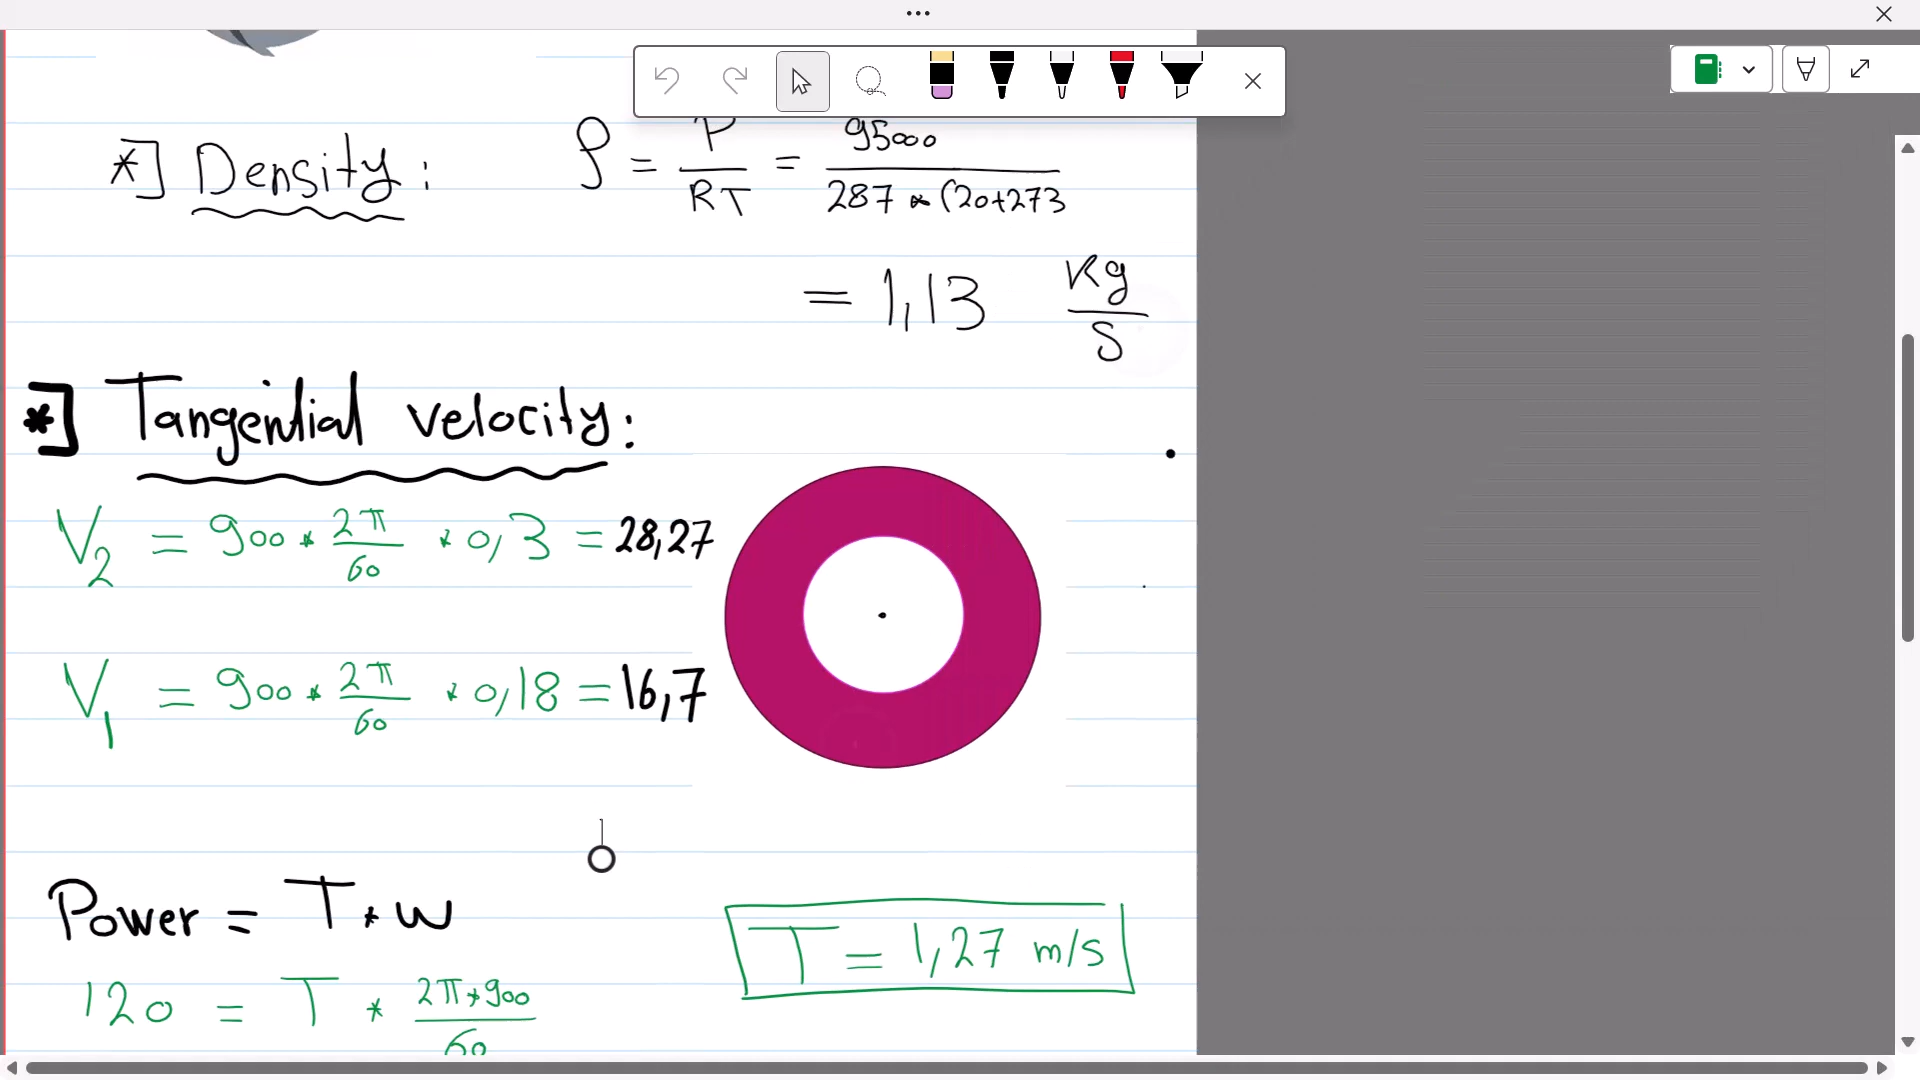 *] Density:
ρ = P / RT = 95000 / 287 * (20+273
= 1,13 Kg / S
*] Tangential velocity:
V2 = 900 * 2π / 60 * 0,3 = 28,27
V1 = 900 * 2π / 60 * 0,18 = 16,7
Power = T * w
T = 1,27 m/s
120 = T * 2π * 900 / 60